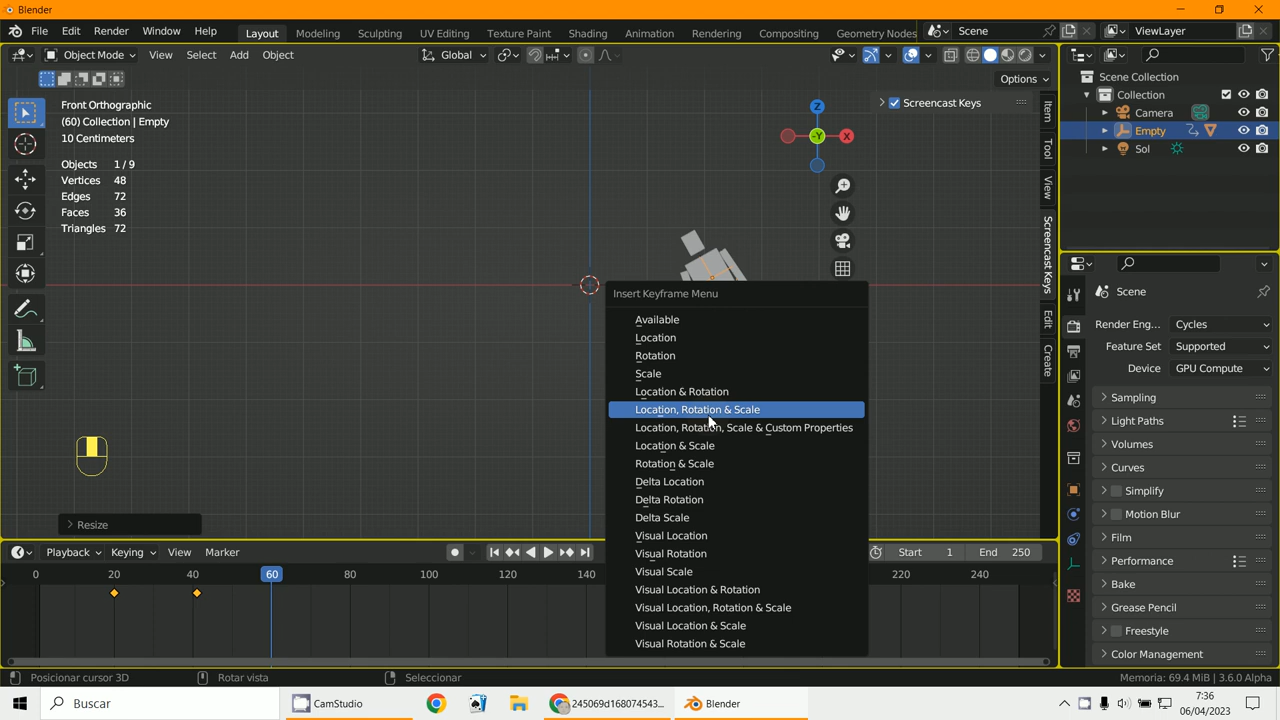 Blender
File Edit Render Window Help Layout Modeling Sculpting UV Editing Texture Paint Shading Animation Rendering Compositing Geometry Nodes Scene ViewLayer
Object Mode View Select Add Object Global
Options
Front Orthographic
(60) Collection | Empty
10 Centimeters
Objects 1/9
Vertices 48
Edges 72
Faces 36
Triangles 72
Screencast Keys
Z
-Y
X
Item
Tool
View
Screencast Keys
Edit
Create
Insert Keyframe Menu
Available
Location
Rotation
Scale
Location & Rotation
Location, Rotation & Scale
Location, Rotation, Scale & Custom Properties
Location & Scale
Rotation & Scale
Delta Location
Delta Rotation
Delta Scale
Visual Location
Visual Rotation
Visual Scale
Visual Location & Rotation
Visual Location, Rotation & Scale
Visual Location & Scale
Visual Rotation & Scale
Resize
Playback Keying View Marker Start 1 End 250
0 20 40 60 80 100 120 140 220 240
Scene Collection
Collection
Camera
Empty
Sol
Scene
Render Eng... Cycles
Feature Set Supported
Device GPU Compute
Sampling
Light Paths
Volumes
Curves
Simplify
Motion Blur
Film
Performance
Bake
Grease Pencil
Freestyle
Color Management
Posicionar cursor 3D Rotar vista Seleccionar Memoria: 69.4 MiB | 3.6.0 Alpha
Buscar CamStudio 245069d168074543... Blender
7:36
06/04/2023